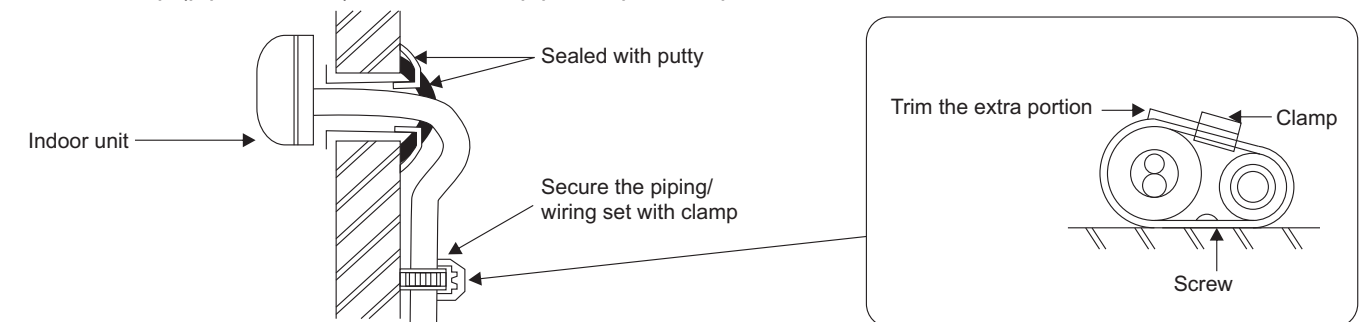 Sealed with putty
Indoor unit
Secure the piping/
wiring set with clamp
Trim the extra portion
Clamp
Screw